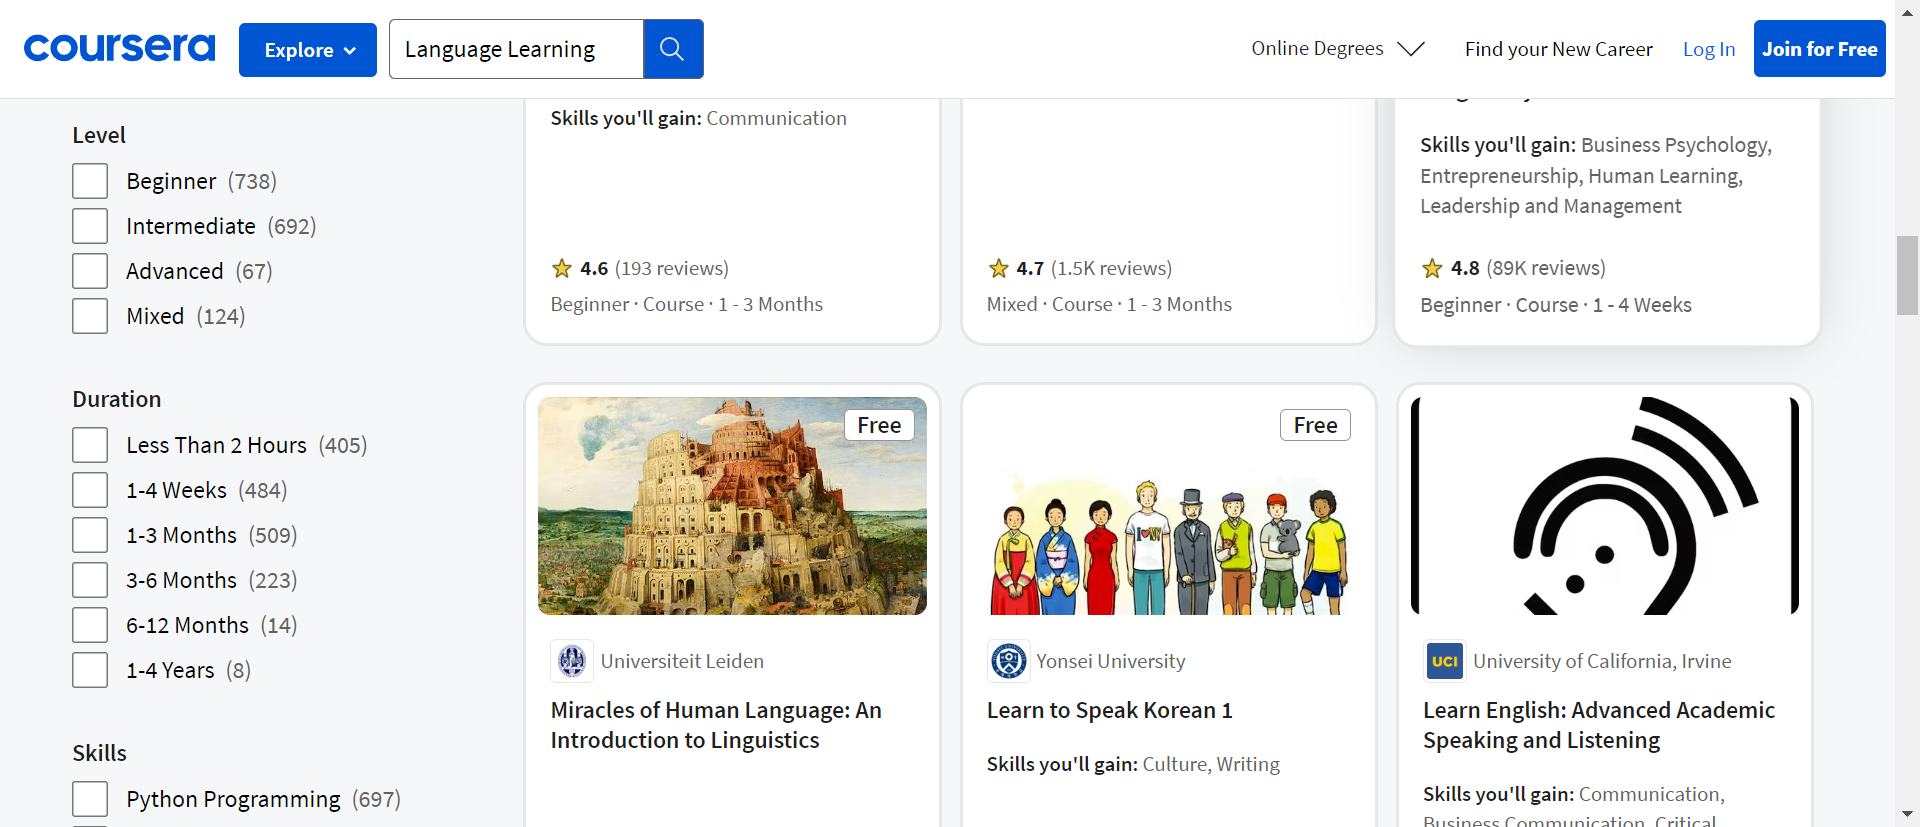 coursera
Explore
Language Learning
Online Degrees
Find your New Career
Log In
Join for Free
Level
Beginner (738)
Intermediate (692)
Advanced (67)
Mixed (124)
Duration
Less Than 2 Hours (405)
1-4 Weeks (484)
1-3 Months (509)
3-6 Months (223)
6-12 Months (14)
1-4 Years (8)
Skills
Python Programming (697)
Skills you'll gain: Communication
4.6 (193 reviews)
Beginner · Course · 1 - 3 Months
4.7 (1.5K reviews)
Mixed · Course · 1 - 3 Months
Skills you'll gain: Business Psychology,
Entrepreneurship, Human Learning,
Leadership and Management
4.8 (89K reviews)
Beginner · Course · 1 - 4 Weeks
Free
Universiteit Leiden
Miracles of Human Language: An
Introduction to Linguistics
Free
I NY
Yonsei University
Learn to Speak Korean 1
Skills you'll gain: Culture, Writing
UCI
University of California, Irvine
Learn English: Advanced Academic
Speaking and Listening
Skills you'll gain: Communication,
Business Communication, Critical